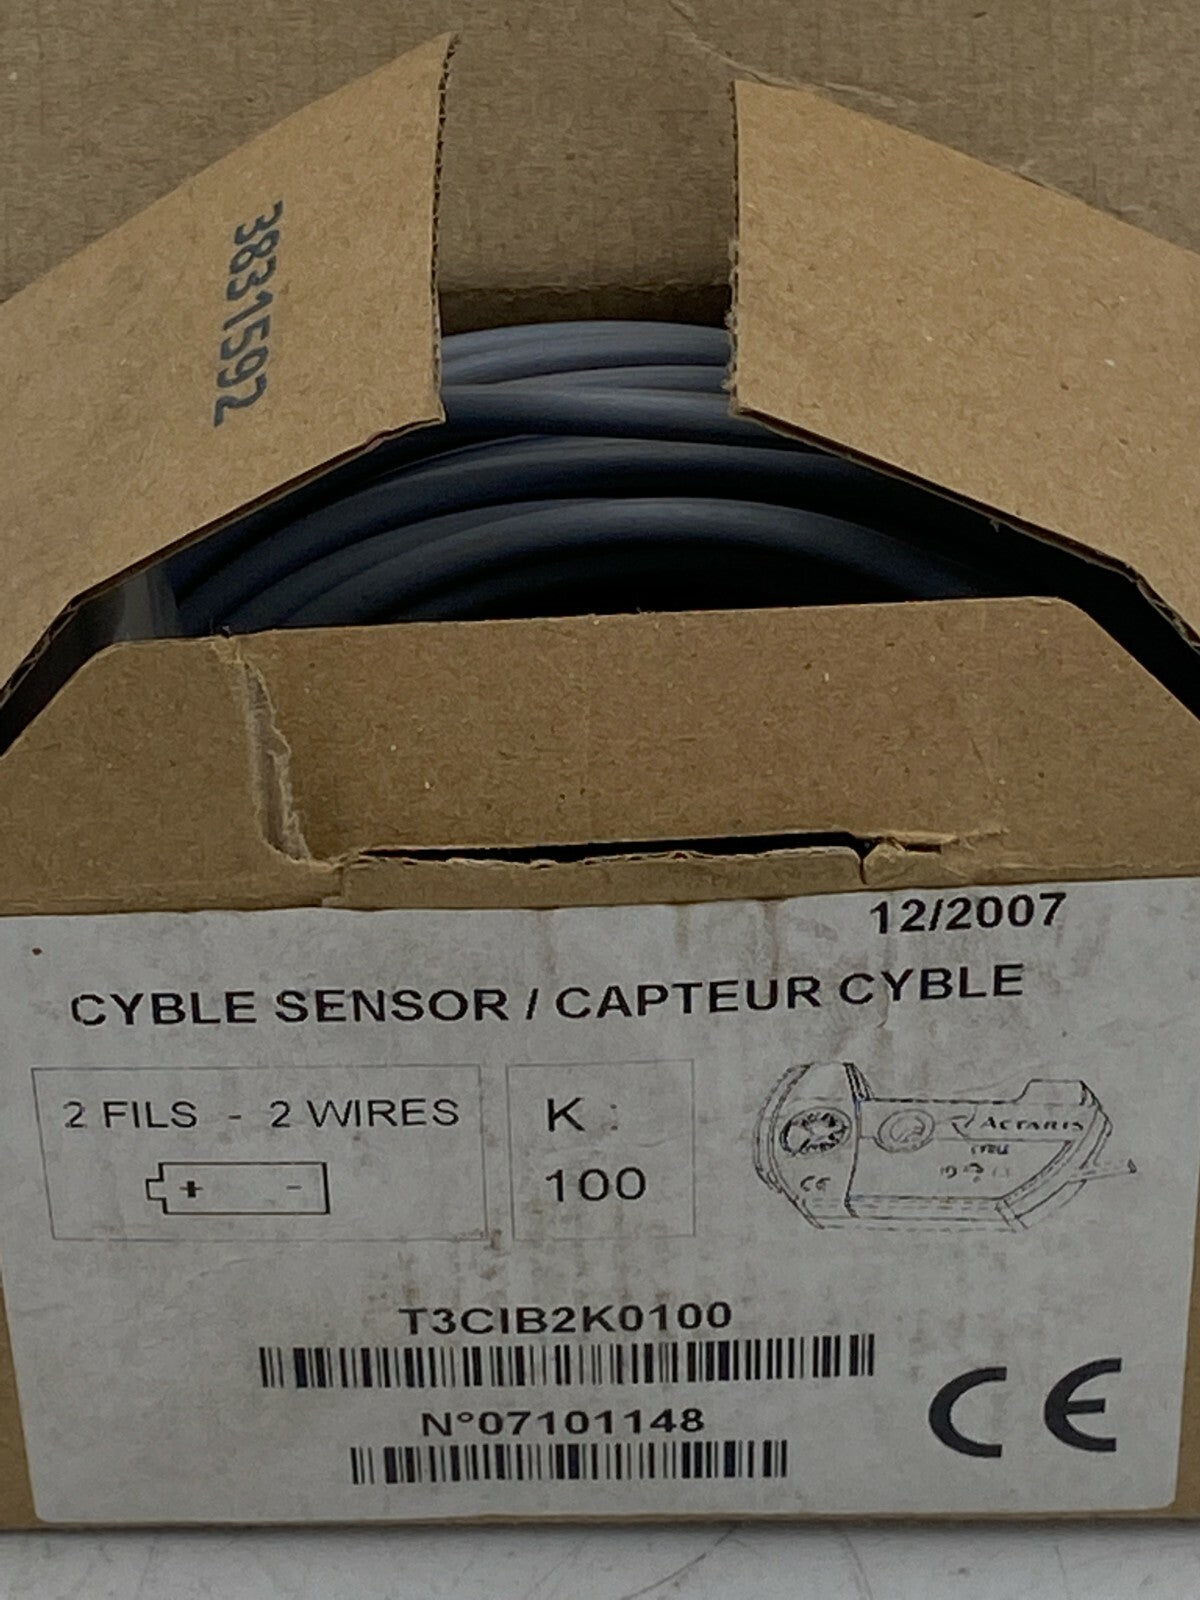 3831592
12/2007
CYBLE SENSOR / CAPTEUR CYBLE
2 FILS - 2 WIRES
+ -
K :
100
ACTARIS
CE
T3CIB2K0100
N°07101148
CE